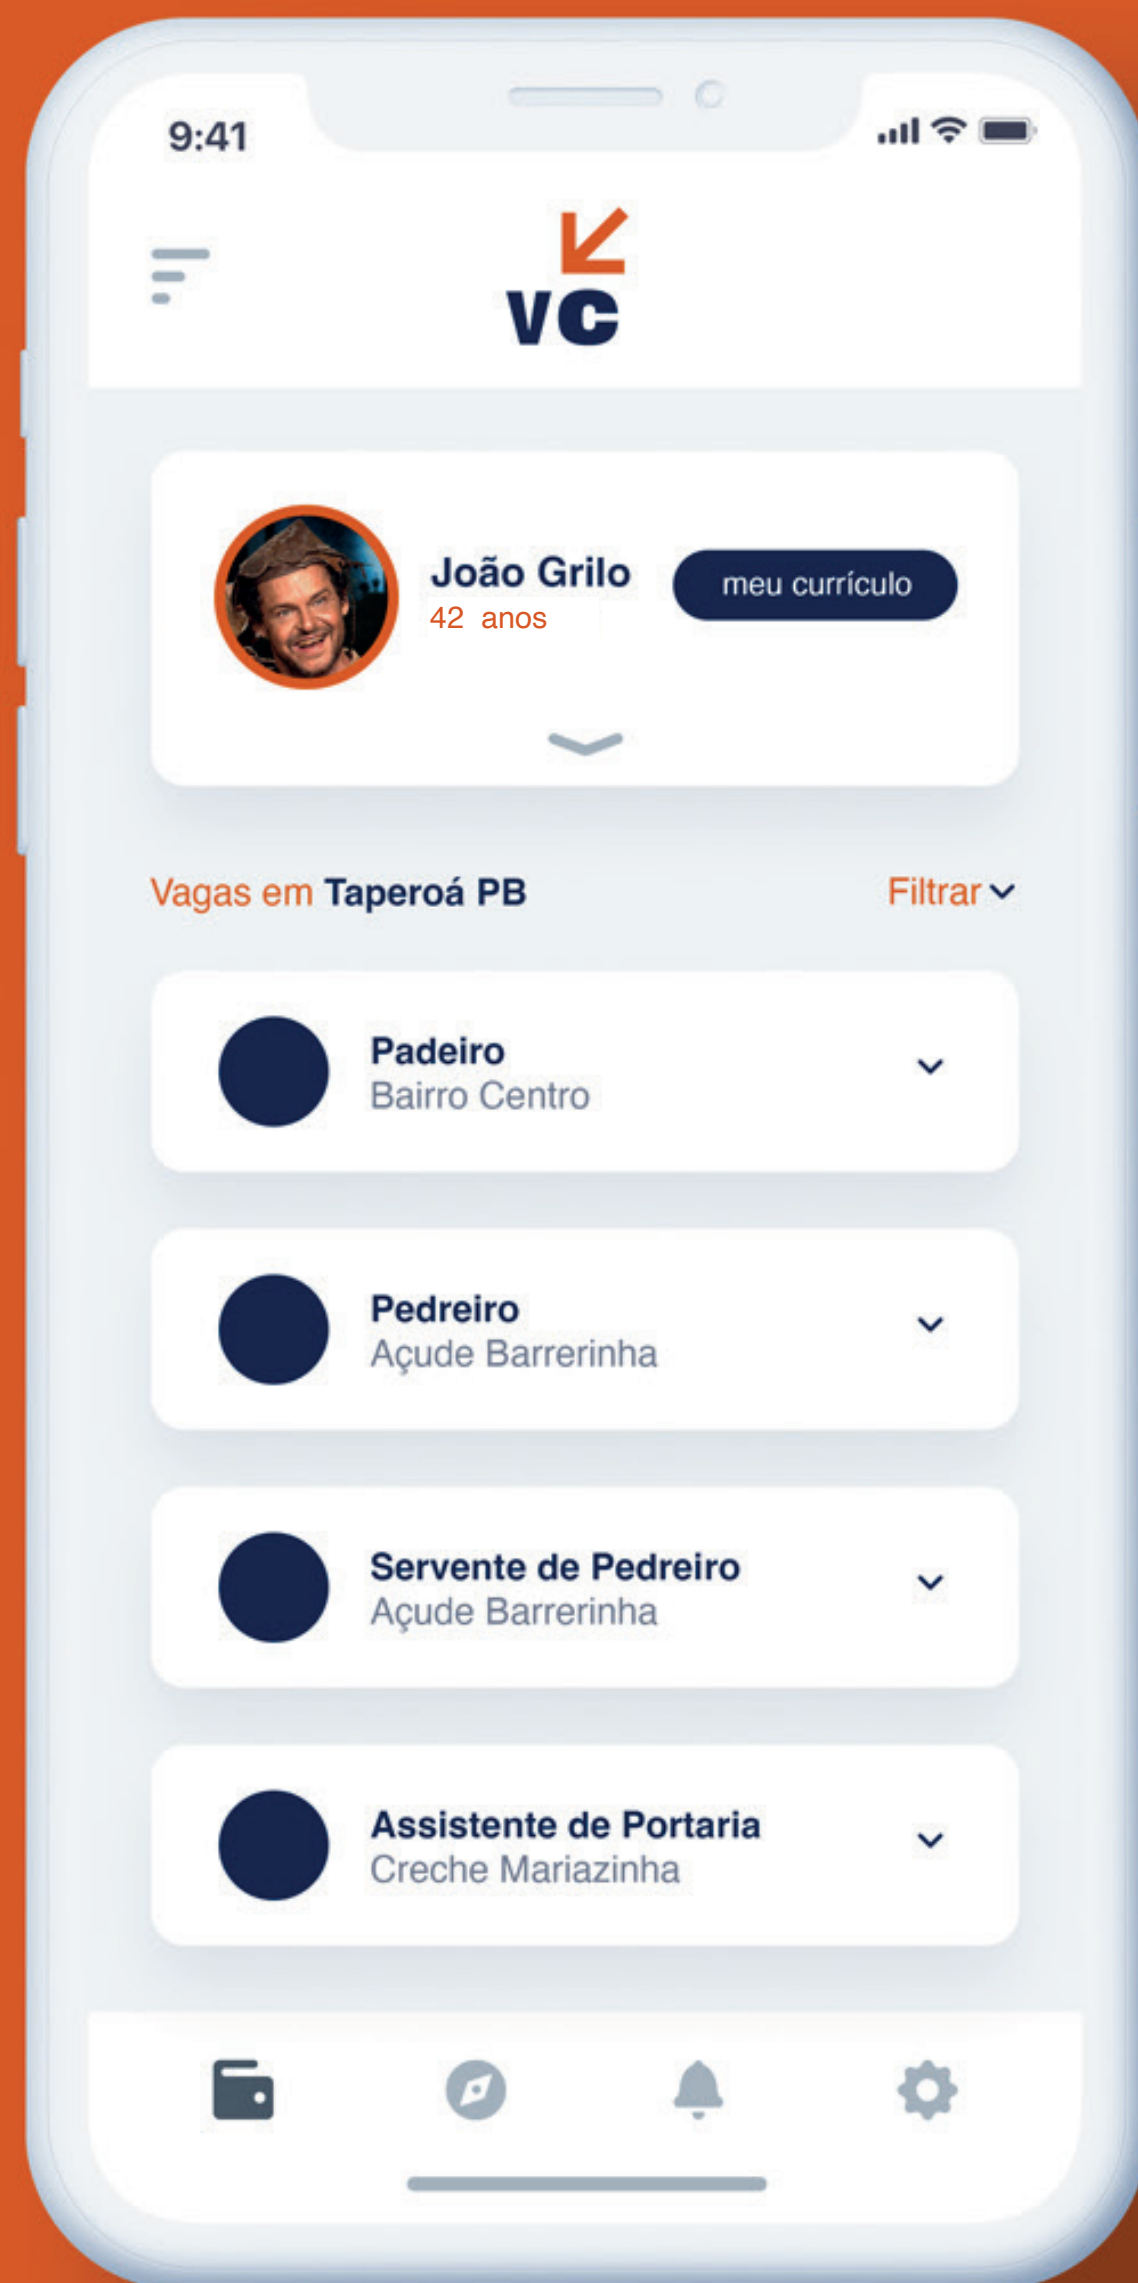 9:41
VC
João Grilo
meu currículo
42 anos
Vagas em Taperoá PB
Filtrar
Padeiro
Bairro Centro
Pedreiro
Açude Barrerinha
Servente de Pedreiro
Açude Barrerinha
Assistente de Portaria
Creche Mariazinha